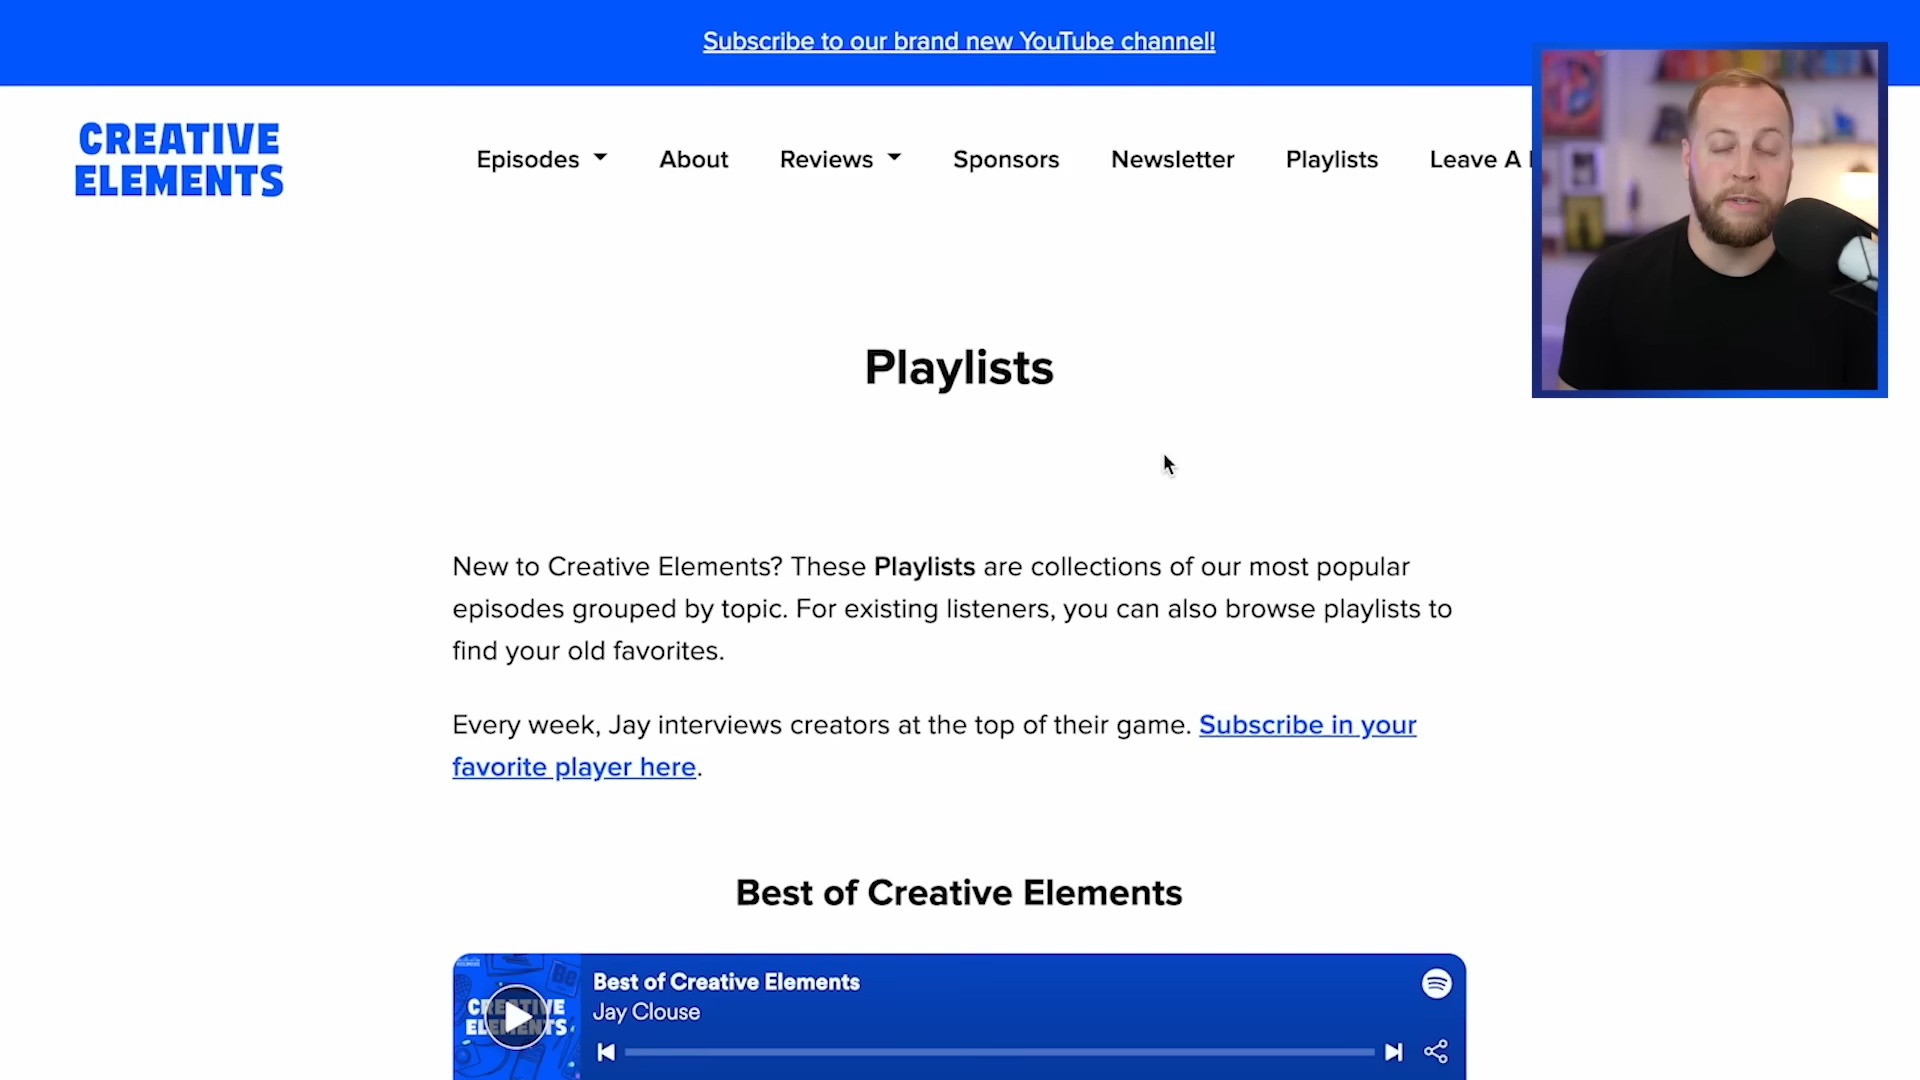 Subscribe to our brand new YouTube channel!
CREATIVE
ELEMENTS
Episodes About Reviews Sponsors Newsletter Playlists Leave A
Playlists
New to Creative Elements? These Playlists are collections of our most popular
episodes grouped by topic. For existing listeners, you can also browse playlists to
find your old favorites.
Every week, Jay interviews creators at the top of their game. Subscribe in your
favorite player here.
Best of Creative Elements
Best of Creative Elements
Jay Clouse
CREATIVE
ELEMENTS